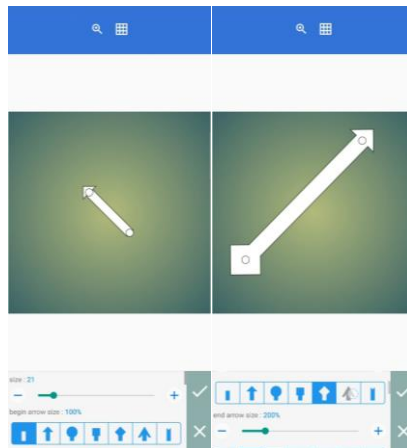 size : 21
begin arrow size : 100%
end arrow size : 200%